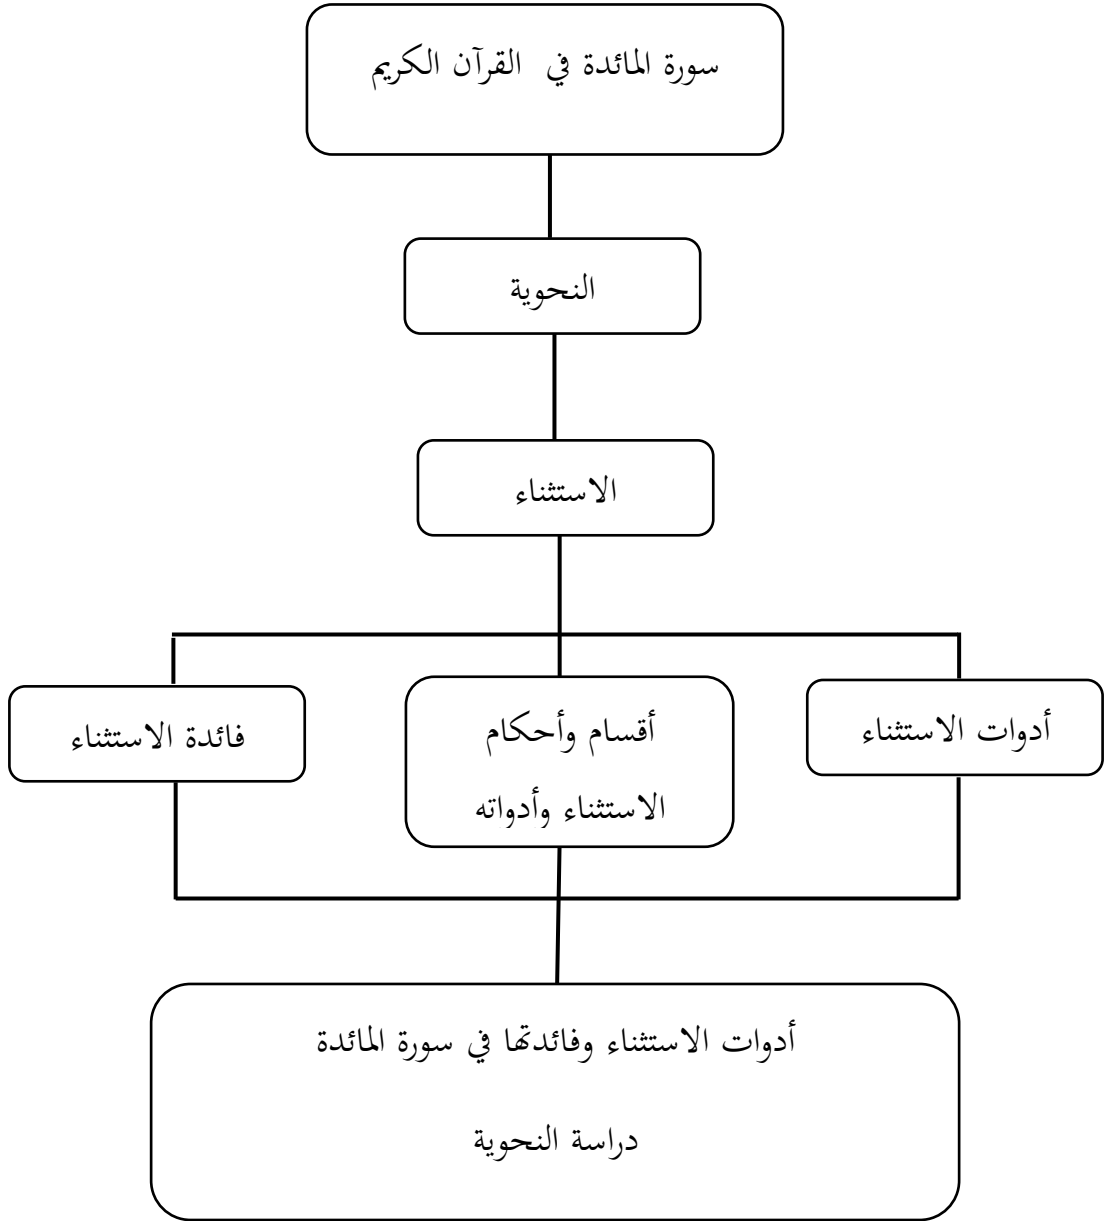 سورة المائدة في القرآن الكريم
النحوية
الاستثناء
أدوات الاستثناء
أقسام وأحكام
الاستثناء وأدواته
فائدة الاستثناء
أدوات الاستثناء وفائدتها في سورة المائدة
دراسة النحوية